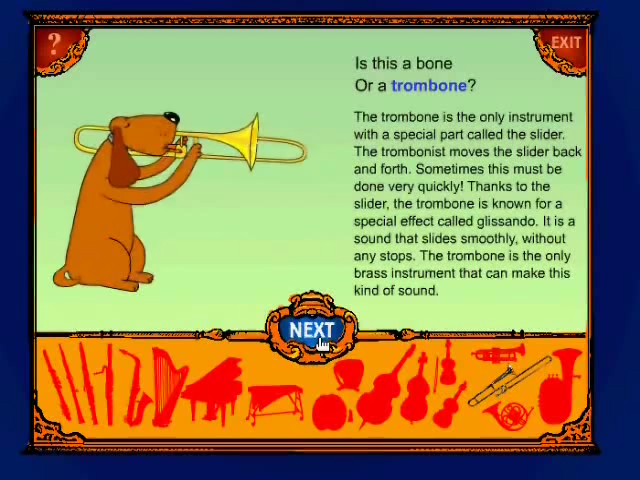 ?
EXIT
Is this a bone
Or a trombone?
The trombone is the only instrument
with a special part called the slider.
The trombonist moves the slider back
and forth. Sometimes this must be
done very quickly! Thanks to the
slider, the trombone is known for a
special effect called glissando. It is a
sound that slides smoothly, without
any stops. The trombone is the only
brass instrument that can make this
kind of sound.
NEXT